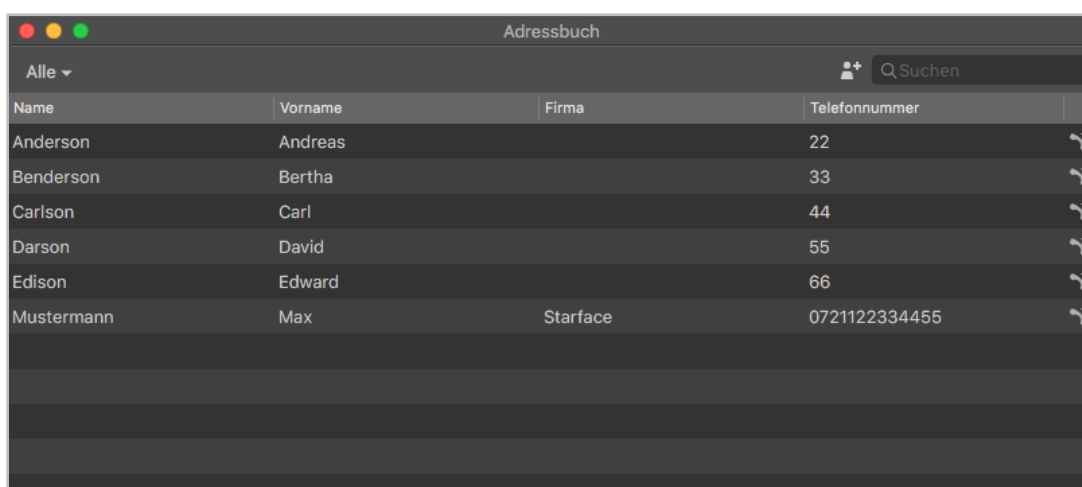 Adressbuch
Alle Suchen
Name Vorname Firma Telefonnummer
Anderson Andreas 22
Benderson Bertha 33
Carlson Carl 44
Darson David 55
Edison Edward 66
Mustermann Max Starface 0721122334455